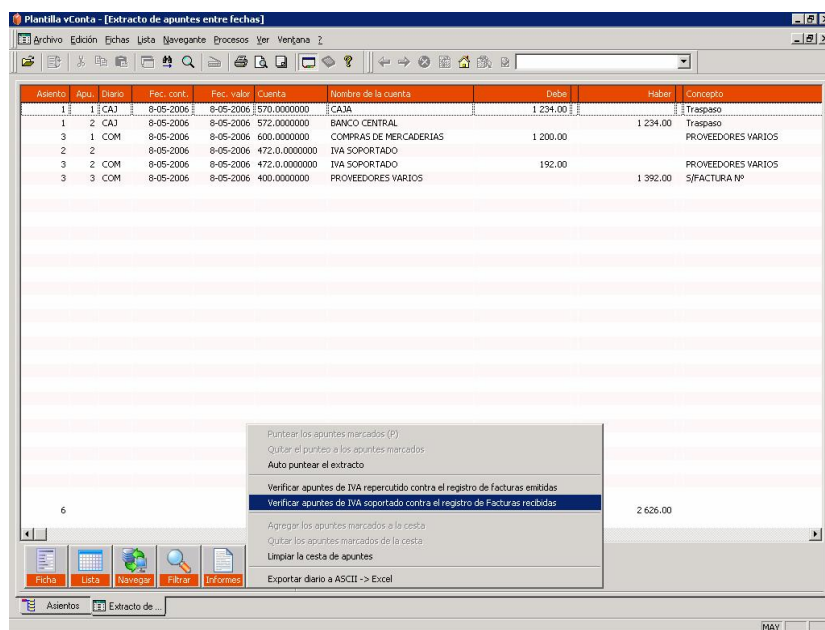 Plantilla vConta - [Extracto de apuntes entre fechas]
Archivo Edición Fichas Lista Navegante Procesos Ver Ventana ?
Asiento Apu. Diario Fec. cont. Fec. valor Cuenta Nombre de la cuenta Debe Haber Concepto
1 1 CAJ 8-05-2006 8-05-2006 570.0000000 CAJA 1 234.00 Traspaso
1 2 CAJ 8-05-2006 8-05-2006 572.0000000 BANCO CENTRAL 1 234.00 Traspaso
3 1 COM 8-05-2006 8-05-2006 600.0000000 COMPRAS DE MERCADERIAS 1 200.00 PROVEEDORES VARIOS
2 2 8-05-2006 8-05-2006 472.0.0000000 IVA SOPORTADO
3 2 COM 8-05-2006 8-05-2006 472.0.0000000 IVA SOPORTADO 192.00 PROVEEDORES VARIOS
3 3 COM 8-05-2006 8-05-2006 400.0000000 PROVEEDORES VARIOS 1 392.00 S/FACTURA Nº
Puntear los apuntes marcados (P)
Quitar el punteo a los apuntes marcados
Auto puntear el extracto
Verificar apuntes de IVA repercutido contra el registro de facturas emitidas
Verificar apuntes de IVA soportado contra el registro de Facturas recibidas
6 2 626.00
Agregar los apuntes marcados a la cesta
Quitar los apuntes marcados de la cesta
Limpiar la cesta de apuntes
Exportar diario a ASCII -> Excel
Ficha Lista Navegar Filtrar Informes
Asientos Extracto de ...
MAY